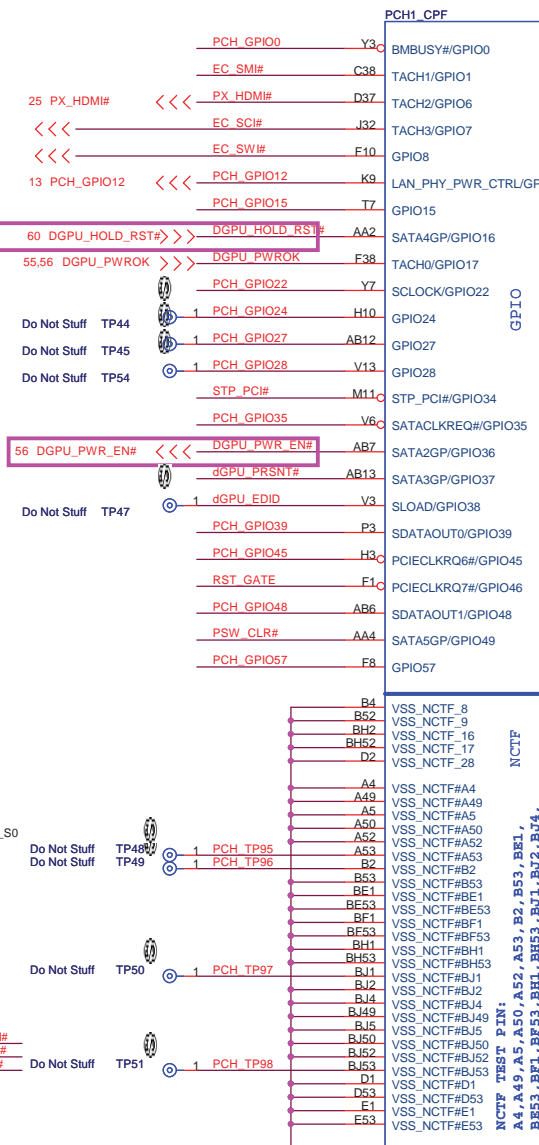 PCH1_CPF
PCH_GPIO0 Y3 BMBUSY#/GPIO0
EC_SMI# C38 TACH1/GPIO1
25 PX_HDMI# PX_HDMI# D37 TACH2/GPIO6
EC_SCI# J32 TACH3/GPIO7
EC_SWI# F10 GPIO8
13 PCH_GPIO12 PCH_GPIO12 K9 LAN_PHY_PWR_CTRL/GP
PCH_GPIO15 T7 GPIO15
60 DGPU_HOLD_RST# DGPU_HOLD_RST# AA2 SATA4GP/GPIO16
55,56 DGPU_PWROK DGPU_PWROK F38 TACH0/GPIO17
PCH_GPIO22 Y7 SCLOCK/GPIO22
Do Not Stuff TP44 1 PCH_GPIO24 H10 GPIO24
Do Not Stuff TP45 1 PCH_GPIO27 AB12 GPIO27
Do Not Stuff TP54 1 PCH_GPIO28 V13 GPIO28
STP_PCI# M11 STP_PCI#/GPIO34
PCH_GPIO35 V6 SATACLKREQ#/GPIO35
56 DGPU_PWR_EN# DGPU_PWR_EN# AB7 SATA2GP/GPIO36
dGPU_PRSNT# AB13 SATA3GP/GPIO37
Do Not Stuff TP47 1 dGPU_EDID V3 SLOAD/GPIO38
PCH_GPIO39 P3 SDATAOUT0/GPIO39
PCH_GPIO45 H3 PCIECLKRQ6#/GPIO45
RST_GATE F1 PCIECLKRQ7#/GPIO46
PCH_GPIO48 AB6 SDATAOUT1/GPIO48
PSW_CLR# AA4 SATA5GP/GPIO49
PCH_GPIO57 F8 GPIO57
GPIO
B4 VSS_NCTF_8
B52 VSS_NCTF_9
BH2 VSS_NCTF_16
BH52 VSS_NCTF_17
D2 VSS_NCTF_28
NCTF
A4 VSS_NCTF#A4
A49 VSS_NCTF#A49
A5 VSS_NCTF#A5
A50 VSS_NCTF#A50
_S0 A52 VSS_NCTF#A52
Do Not Stuff TP48 1 PCH_TP95 A53 VSS_NCTF#A53
Do Not Stuff TP49 1 PCH_TP96 B2 VSS_NCTF#B2
B53 VSS_NCTF#B53
BE1 VSS_NCTF#BE1
BE53 VSS_NCTF#BE53
BF1 VSS_NCTF#BF1
BF53 VSS_NCTF#BF53
BH1 VSS_NCTF#BH1
BH53 VSS_NCTF#BH53
Do Not Stuff TP50 1 PCH_TP97 BJ1 VSS_NCTF#BJ1
BJ2 VSS_NCTF#BJ2
BJ4 VSS_NCTF#BJ4
BJ49 VSS_NCTF#BJ49
BJ5 VSS_NCTF#BJ5
BJ50 VSS_NCTF#BJ50
BJ52 VSS_NCTF#BJ52
Do Not Stuff TP51 1 PCH_TP98 BJ53 VSS_NCTF#BJ53
D1 VSS_NCTF#D1
D53 VSS_NCTF#D53
E1 VSS_NCTF#E1
E53 VSS_NCTF#E53
NCTF TEST PIN:
A4,A49,A5,A50,A52,A53,B2,B53,BE1,
BE53,BF1,BF53,BH1,BH53,BJ1,BJ2,BJ4,